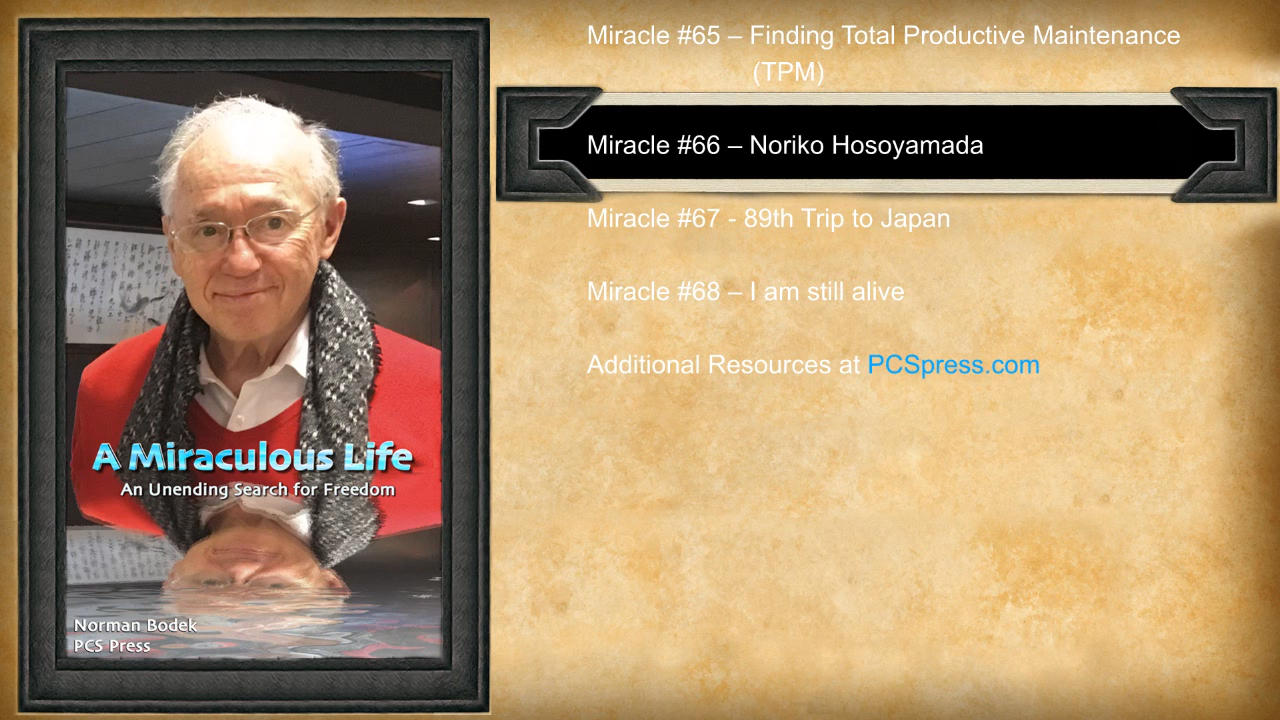 Miracle #65 – Finding Total Productive Maintenance
(TPM)
Miracle #66 – Noriko Hosoyamada
Miracle #67 - 89th Trip to Japan
Miracle #68 – I am still alive
Additional Resources at PCSpress.com
A Miraculous Life
An Unending Search for Freedom
Norman Bodek
PCS Press